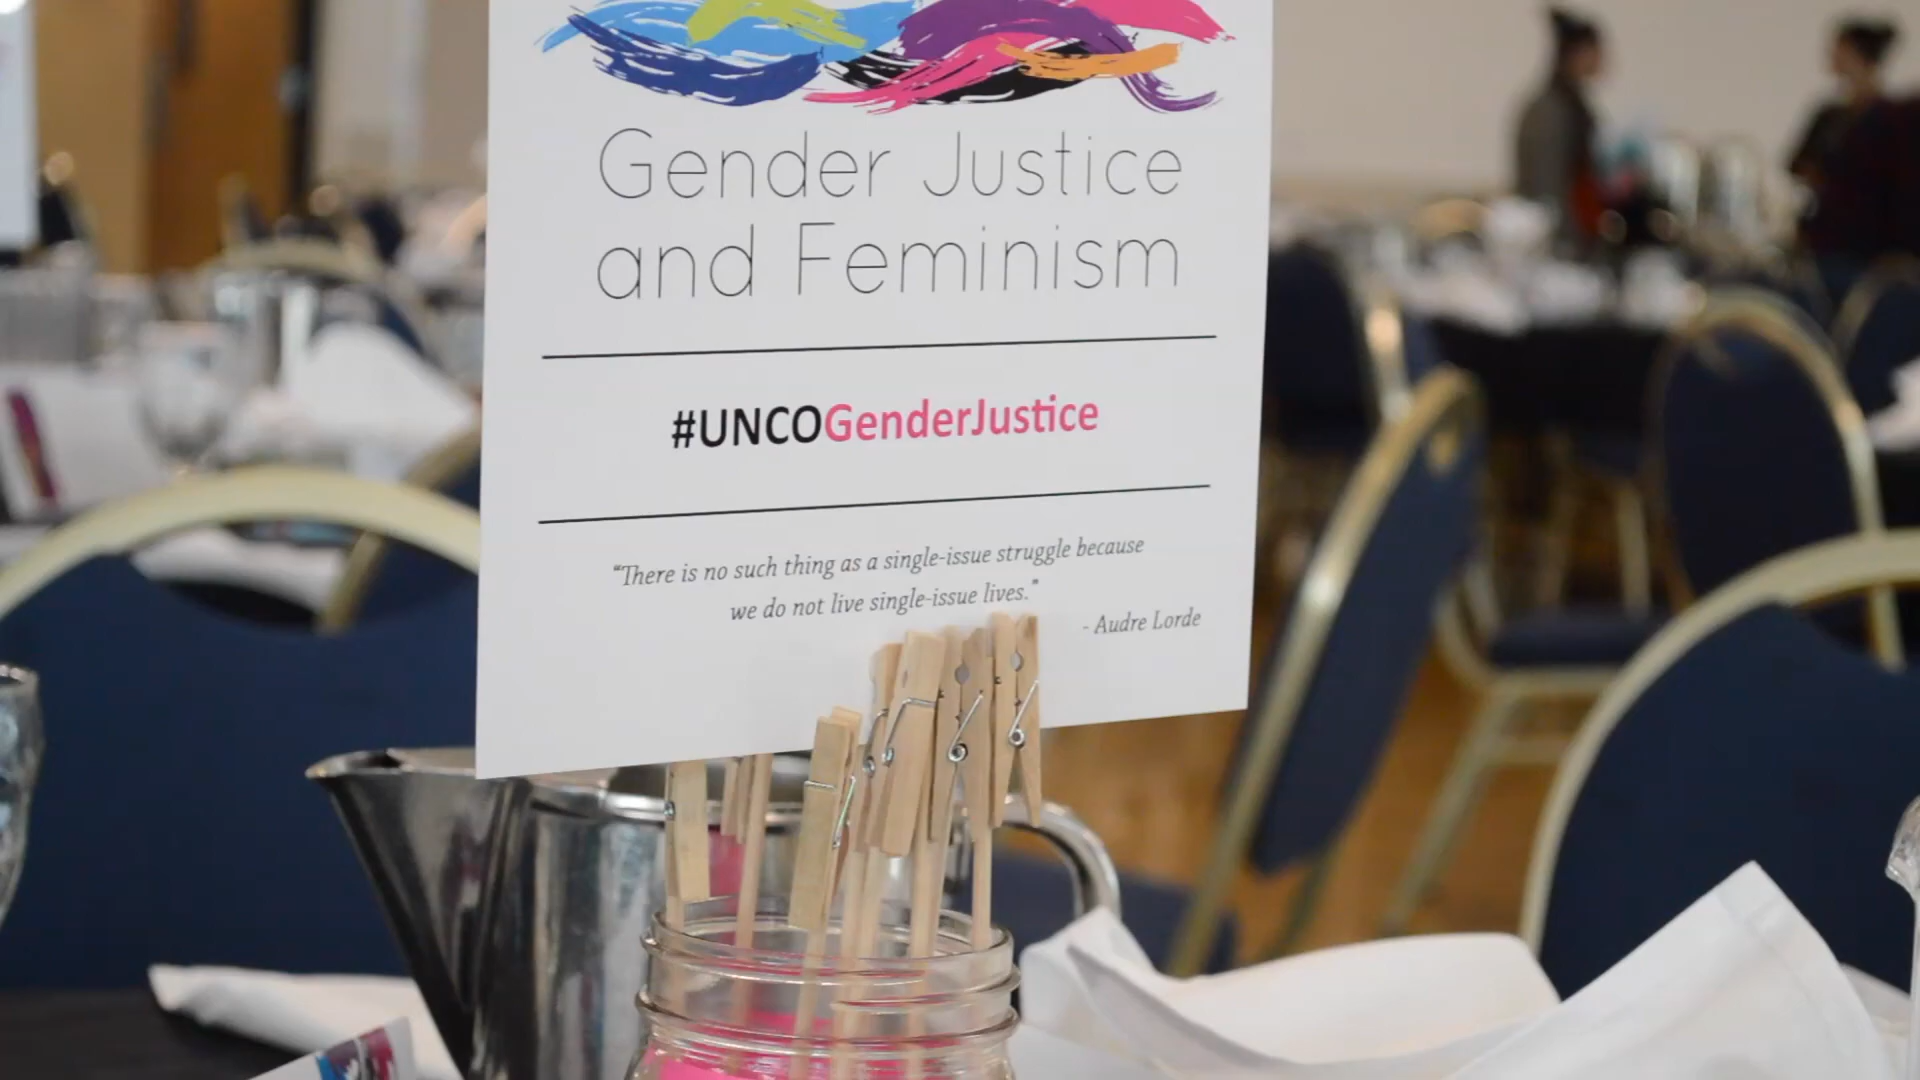 Gender Justice
and Feminism
#UNCOGenderJustice
“There is no such thing as a single-issue struggle because
we do not live single-issue lives.”
- Audre Lorde